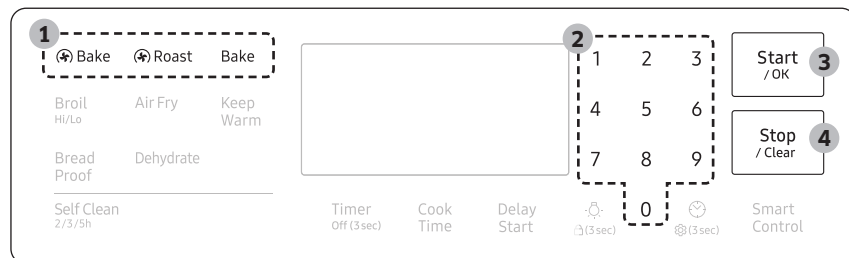 1
Bake Roast Bake
2
1 2 3
Start
/ OK
3
Broil
Hi/Lo
Air Fry
Keep
Warm
4 5 6
Stop
/ Clear
4
Bread
Proof
Dehydrate
7 8 9
Self Clean
2/3/5h
Timer
Off (3 sec)
Cook
Time
Delay
Start
(3 sec)
0
(3 sec)
Smart
Control